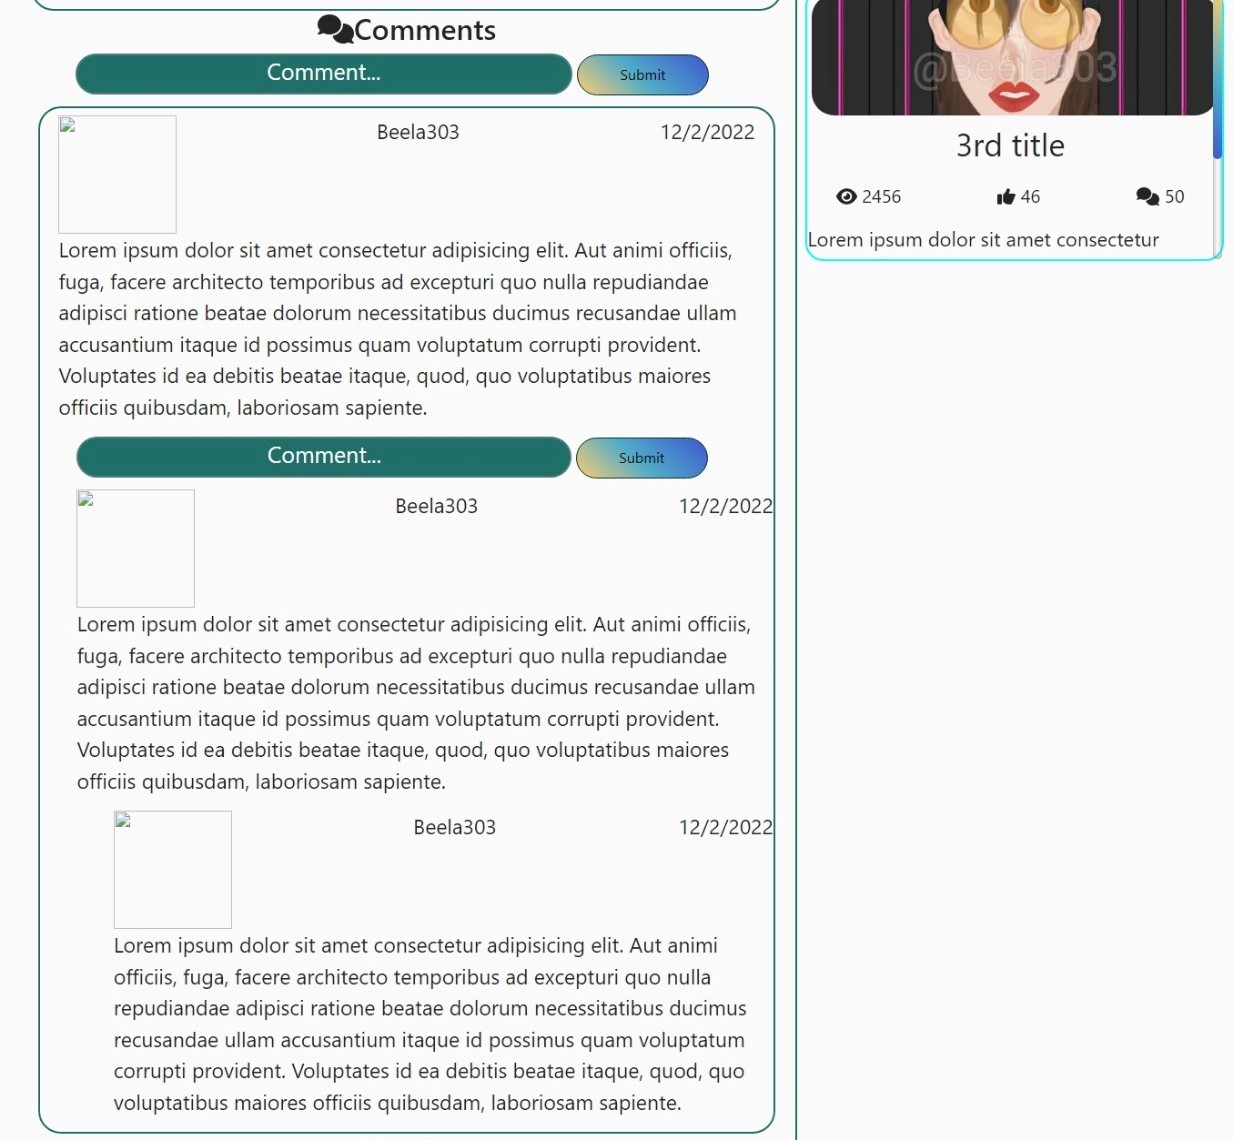 Comments
Comment...
Submit
Beela303
12/2/2022
Lorem ipsum dolor sit amet consectetur adipisicing elit. Aut animi officiis,
fuga, facere architecto temporibus ad excepturi quo nulla repudiandae
adipisci ratione beatae dolorum necessitatibus ducimus recusandae ullam
accusantium itaque id possimus quam voluptatum corrupti provident.
Voluptates id ea debitis beatae itaque, quod, quo voluptatibus maiores
officiis quibusdam, laboriosam sapiente.
Comment...
Submit
Beela303
12/2/2022
Lorem ipsum dolor sit amet consectetur adipisicing elit. Aut animi officiis,
fuga, facere architecto temporibus ad excepturi quo nulla repudiandae
adipisci ratione beatae dolorum necessitatibus ducimus recusandae ullam
accusantium itaque id possimus quam voluptatum corrupti provident.
Voluptates id ea debitis beatae itaque, quod, quo voluptatibus maiores
officiis quibusdam, laboriosam sapiente.
Beela303
12/2/2022
Lorem ipsum dolor sit amet consectetur adipisicing elit. Aut animi
officiis, fuga, facere architecto temporibus ad excepturi quo nulla
repudiandae adipisci ratione beatae dolorum necessitatibus ducimus
recusandae ullam accusantium itaque id possimus quam voluptatum
corrupti provident. Voluptates id ea debitis beatae itaque, quod, quo
voluptatibus maiores officiis quibusdam, laboriosam sapiente.
@Beela303
3rd title
2456
46
50
Lorem ipsum dolor sit amet consectetur